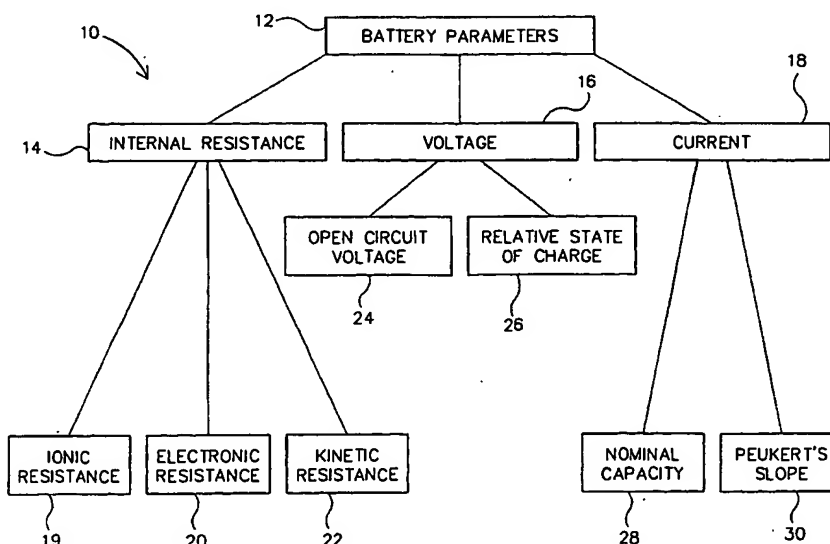 10
12
BATTERY PARAMETERS
16
18
14
INTERNAL RESISTANCE
VOLTAGE
CURRENT
OPEN CIRCUIT
VOLTAGE
RELATIVE STATE
OF CHARGE
24
26
IONIC
RESISTANCE
ELECTRONIC
RESISTANCE
KINETIC
RESISTANCE
NOMINAL
CAPACITY
PEUKERT'S
SLOPE
19
20
22
28
30